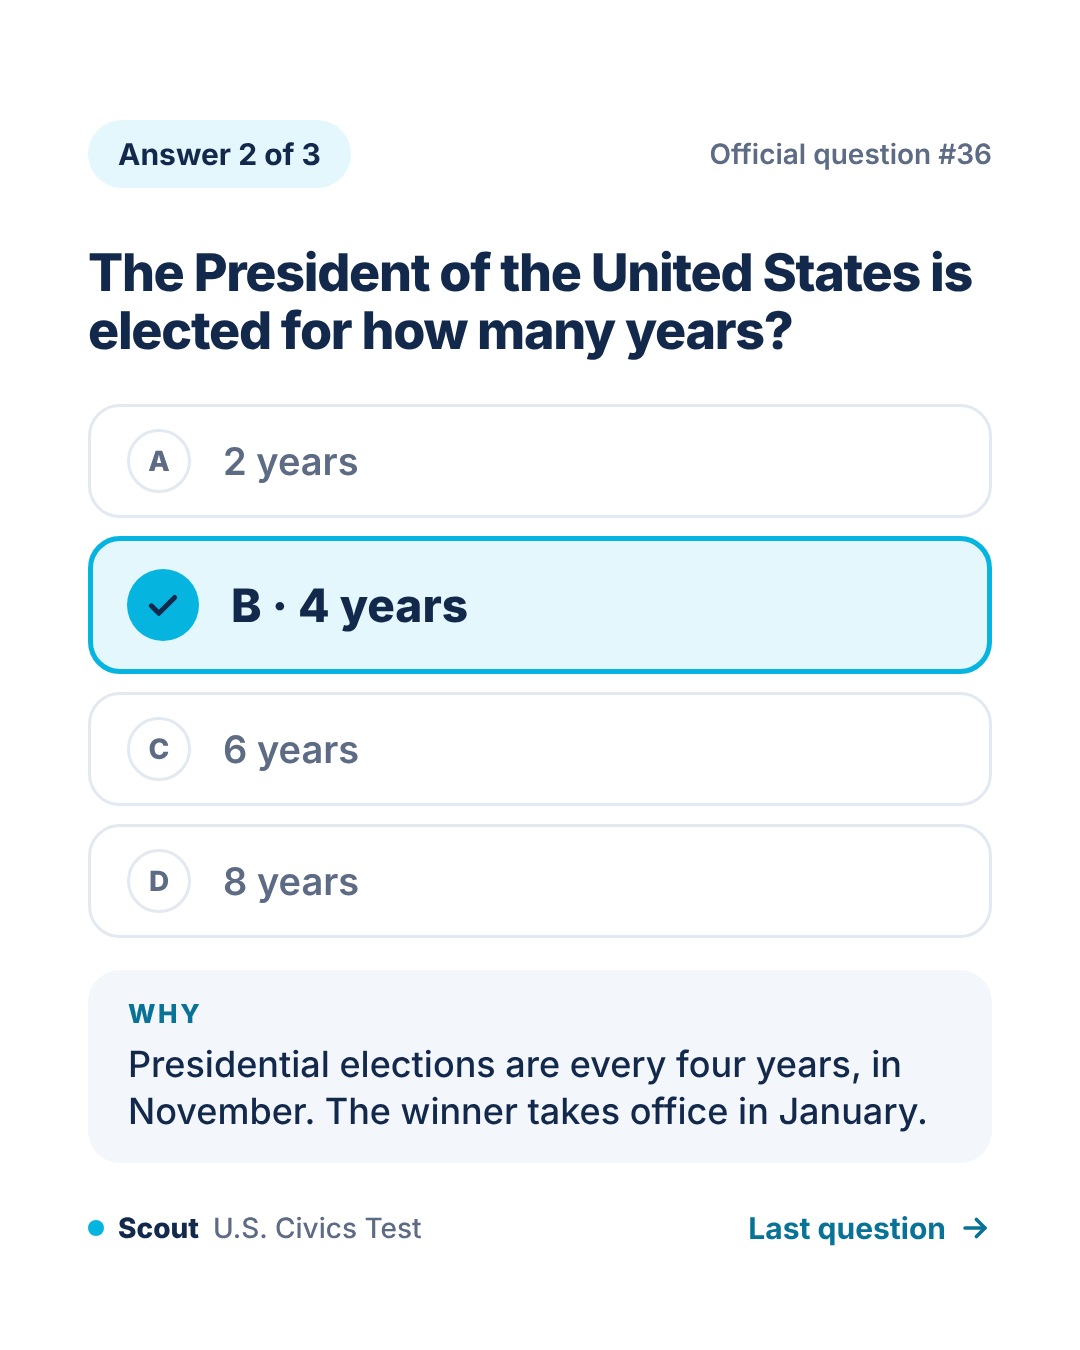 Answer 2 of 3
Official question #36
The President of the United States is
elected for how many years?
A 2 years
B · 4 years
C 6 years
D 8 years
WHY
Presidential elections are every four years, in
November. The winner takes office in January.
Scout U.S. Civics Test
Last question →